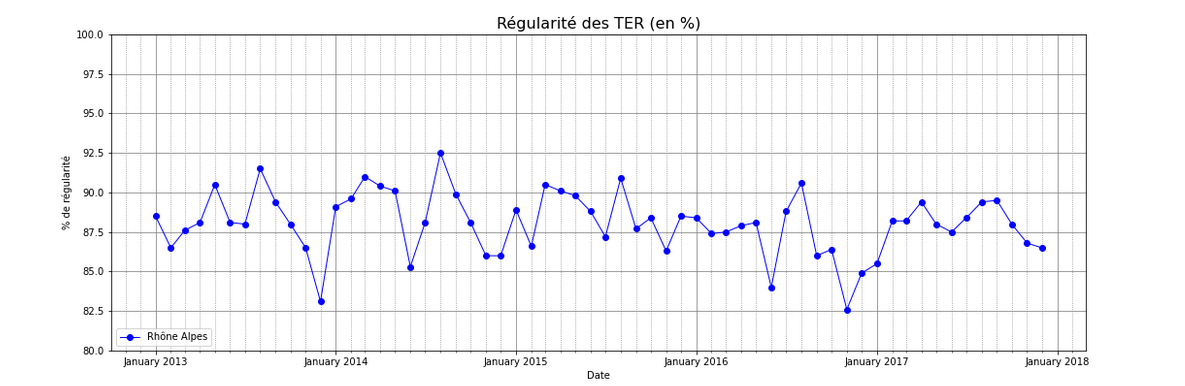 Régularité des TER (en %)
100.0
97.5
95.0
92.5
90.0
87.5
85.0
82.5
80.0
% de régularité
Rhône Alpes
January 2013 January 2014 January 2015 January 2016 January 2017 January 2018
Date